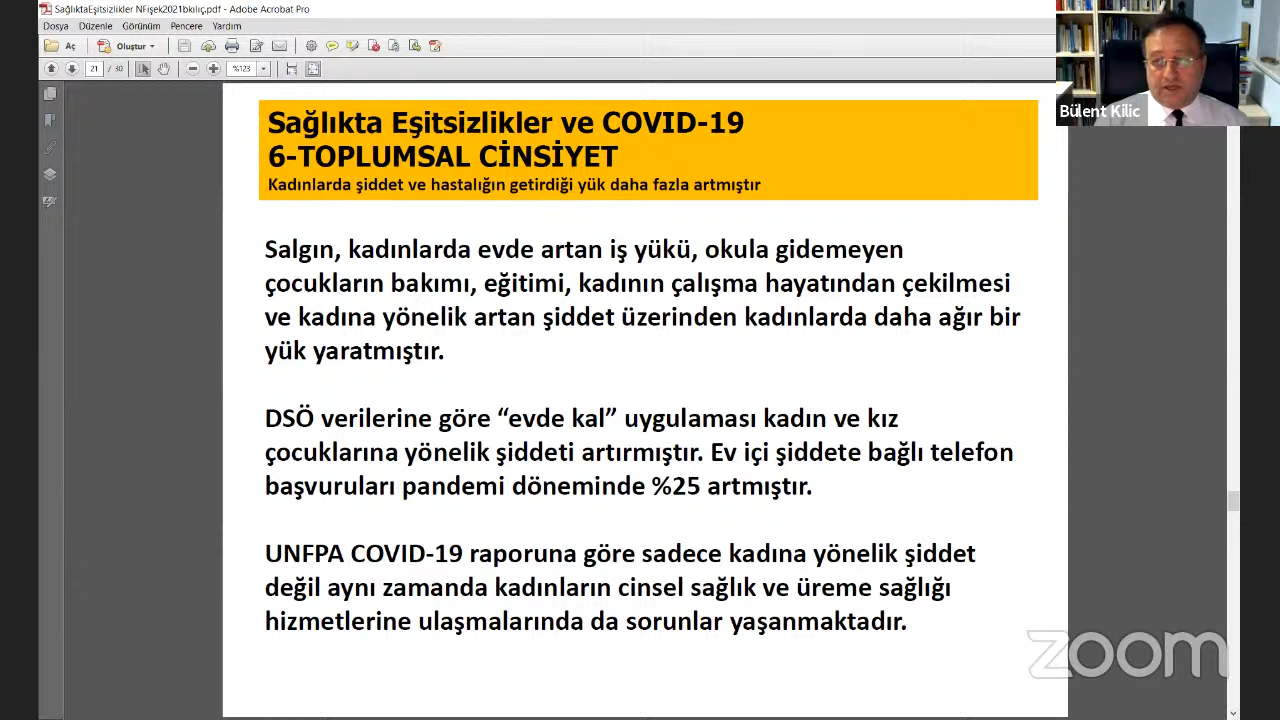 SağlıktaEşitsizlikler NFişek2021bkılıç.pdf - Adobe Acrobat Pro
Dosya Düzenle Görünüm Pencere Yardım
Aç Oluştur
21 / 30 %123
Bülent Kilic
Sağlıkta Eşitsizlikler ve COVID-19
6-TOPLUMSAL CİNSİYET
Kadınlarda şiddet ve hastalığın getirdiği yük daha fazla artmıştır
Salgın, kadınlarda evde artan iş yükü, okula gidemeyen
çocukların bakımı, eğitimi, kadının çalışma hayatından çekilmesi
ve kadına yönelik artan şiddet üzerinden kadınlarda daha ağır bir
yük yaratmıştır.
DSÖ verilerine göre “evde kal” uygulaması kadın ve kız
çocuklarına yönelik şiddeti artırmıştır. Ev içi şiddete bağlı telefon
başvuruları pandemi döneminde %25 artmıştır.
UNFPA COVID-19 raporuna göre sadece kadına yönelik şiddet
değil aynı zamanda kadınların cinsel sağlık ve üreme sağlığı
hizmetlerine ulaşmalarında da sorunlar yaşanmaktadır.
zoom